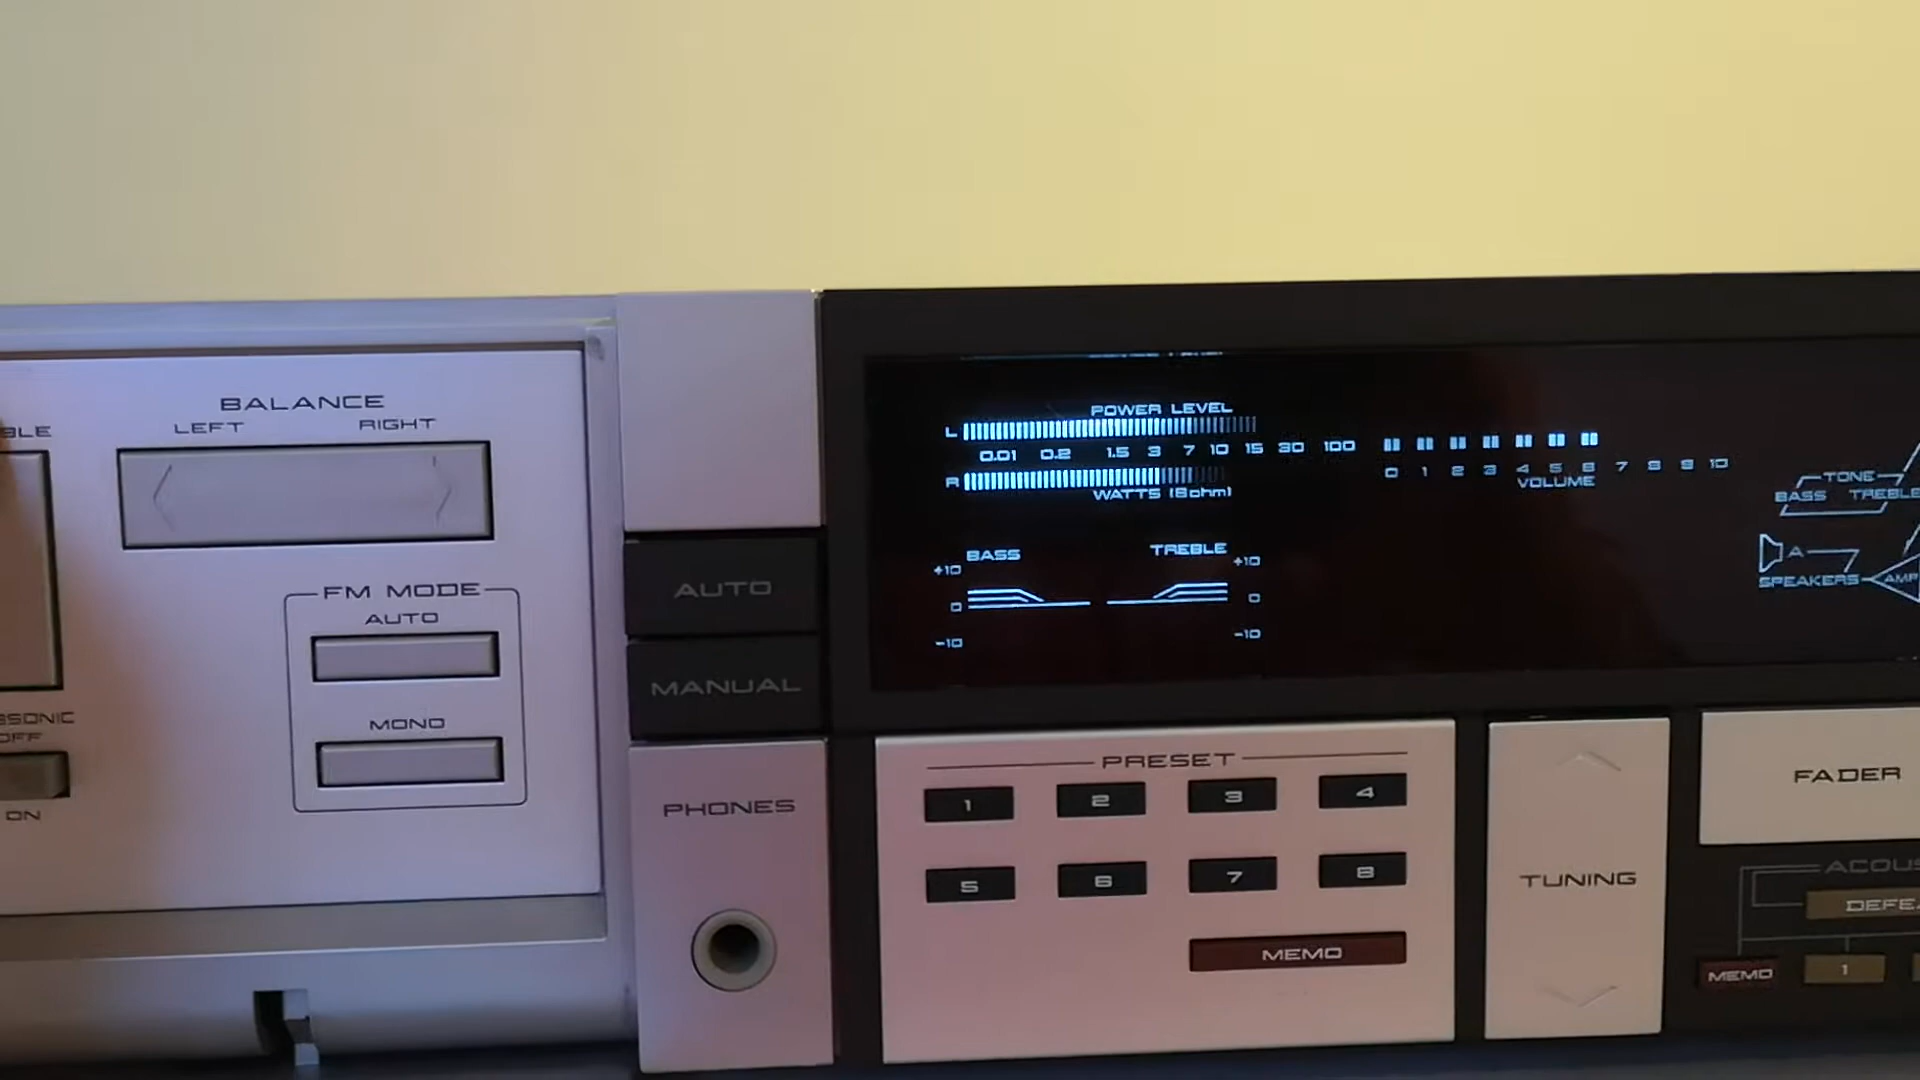 BALANCE
LEFT RIGHT
FM MODE
AUTO
MONO
ON
AUTO
MANUAL
PHONES
POWER LEVEL
L
0.01 0.2 1.5 3 7 10 15 30 100
R
WATTS (8ohm)
0 1 2 3 4 5 6 7 8 9 10
VOLUME
BASS TREBLE
+10 +10
0 0
-10 -10
TONE
BASS TREBLE
A
SPEAKERS AMP
PRESET
1 2 3 4
5 6 7 8
MEMO
TUNING
FADER
MEMO 1